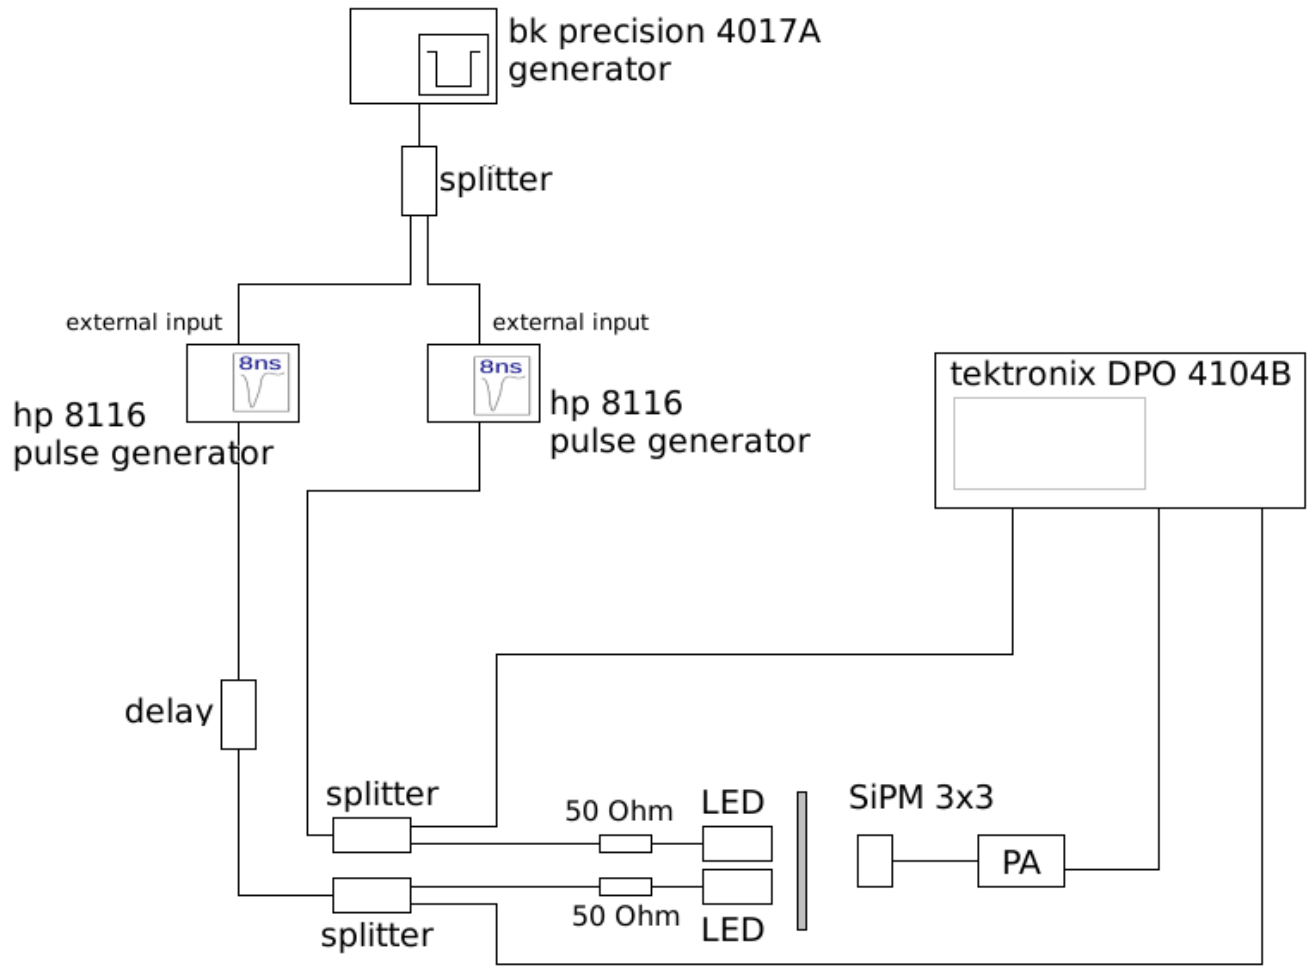 bk precision 4017A
generator
splitter
external input
external input
8ns
8ns
hp 8116
pulse generator
hp 8116
pulse generator
tektronix DPO 4104B
delay
splitter
50 Ohm
LED
SiPM 3x3
PA
50 Ohm
LED
splitter